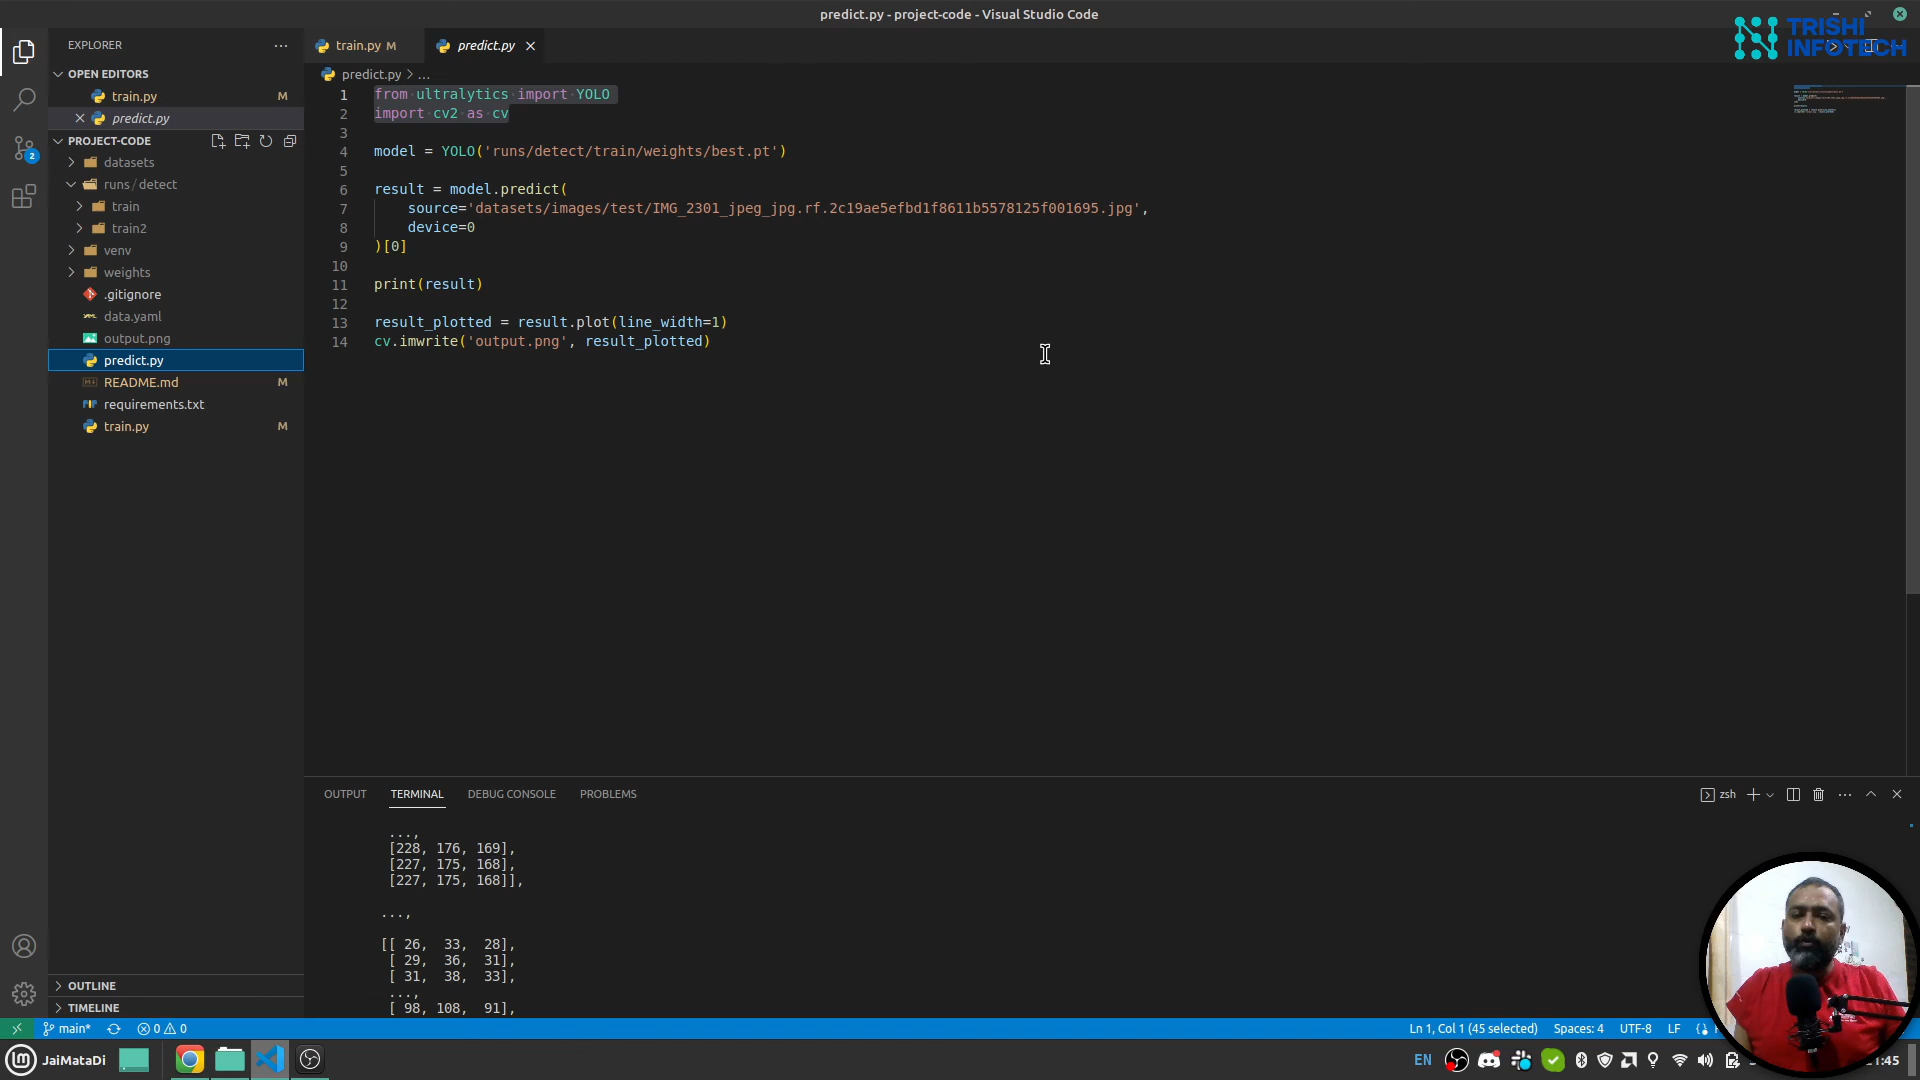 predict.py - project-code - Visual Studio Code
TRISHI
INFOTECH
EXPLORER
OPEN EDITORS
train.py M
predict.py
PROJECT-CODE
datasets
runs / detect
train
train2
venv
weights
.gitignore
data.yaml
output.png
predict.py
README.md M
requirements.txt
train.py M
OUTLINE
TIMELINE
2
train.py M
predict.py
predict.py > ...
1 from ultralytics import YOLO
2 import cv2 as cv
3
4 model = YOLO('runs/detect/train/weights/best.pt')
5
6 result = model.predict(
7 source='datasets/images/test/IMG_2301_jpeg_jpg.rf.2c19ae5efbd1f8611b5578125f001695.jpg',
8 device=0
9 )[0]
10
11 print(result)
12
13 result_plotted = result.plot(line_width=1)
14 cv.imwrite('output.png', result_plotted)
OUTPUT TERMINAL DEBUG CONSOLE PROBLEMS
zsh
...,
[228, 176, 169],
[227, 175, 168],
[227, 175, 168]],
...,
[[ 26, 33, 28],
[ 29, 36, 31],
[ 31, 38, 33],
...,
[ 98, 108, 91],
main* 0 0
Ln 1, Col 1 (45 selected) Spaces: 4 UTF-8 LF
JaiMataDi
EN
:45